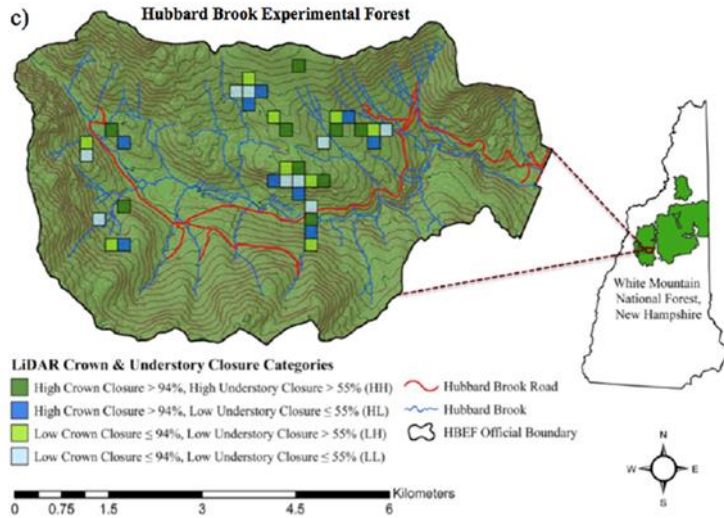 c)
Hubbard Brook Experimental Forest
White Mountain
National Forest,
New Hampshire
LiDAR Crown & Understory Closure Categories
High Crown Closure > 94%, High Understory Closure > 55% (HH)
High Crown Closure > 94%, Low Understory Closure ≤ 55% (HL)
Low Crown Closure ≤ 94%, High Understory Closure > 55% (LH)
Low Crown Closure ≤ 94%, Low Understory Closure ≤ 55% (LL)
Hubbard Brook Road
Hubbard Brook
HBEF Official Boundary
N
W E
S
Kilometers
0 0.75 1.5 3 4.5 6